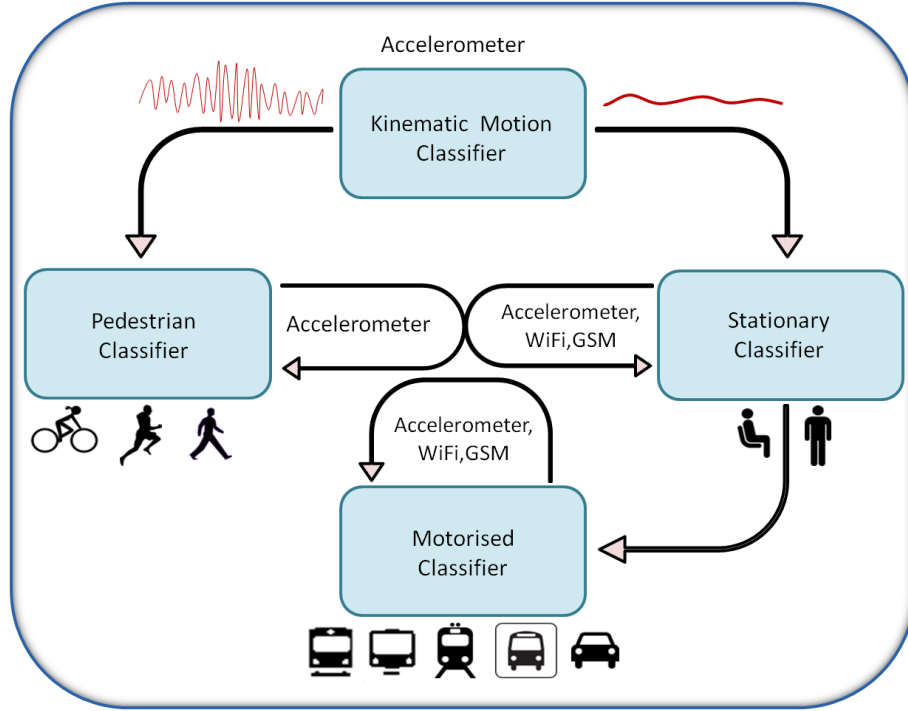 Accelerometer
Kinematic Motion
Classifier
Pedestrian
Classifier
Accelerometer
Accelerometer,
WiFi,GSM
Stationary
Classifier
Accelerometer,
WiFi,GSM
Motorised
Classifier